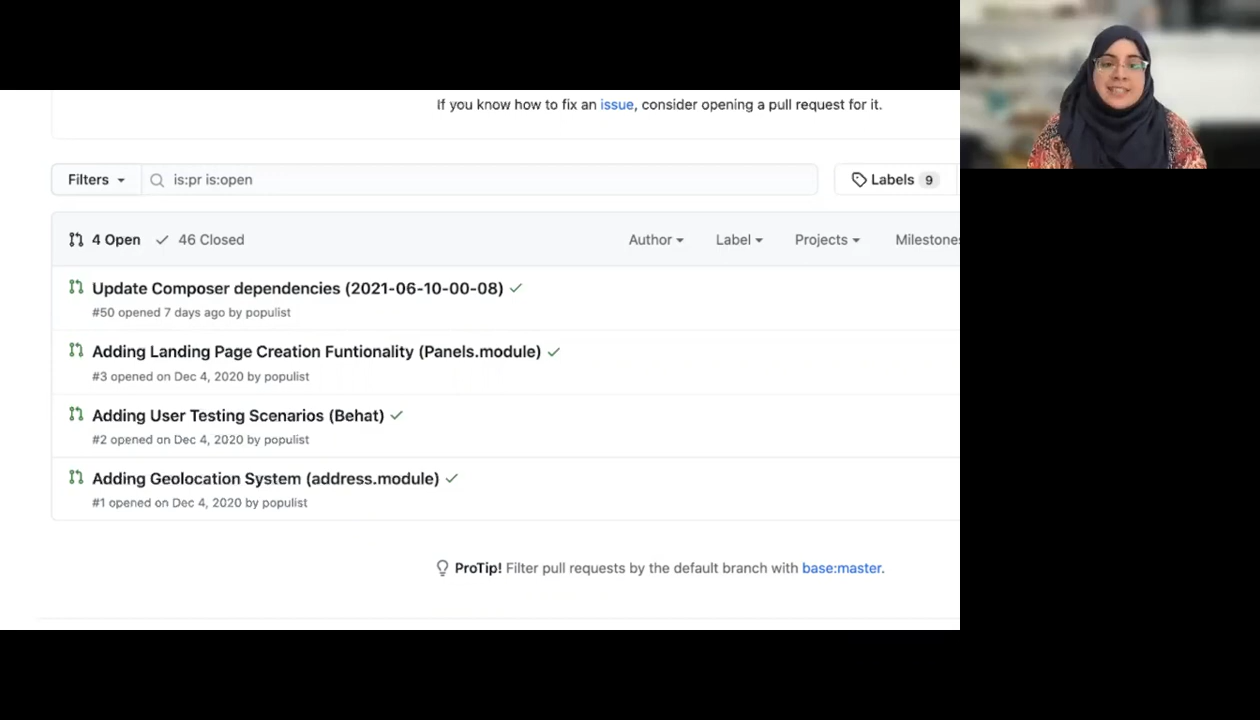 If you know how to fix an issue, consider opening a pull request for it.
Filters is:pr is:open Labels 9
4 Open 46 Closed Author Label Projects Milestones
Update Composer dependencies (2021-06-10-00-08)
#50 opened 7 days ago by populist
Adding Landing Page Creation Funtionality (Panels.module)
#3 opened on Dec 4, 2020 by populist
Adding User Testing Scenarios (Behat)
#2 opened on Dec 4, 2020 by populist
Adding Geolocation System (address.module)
#1 opened on Dec 4, 2020 by populist
ProTip! Filter pull requests by the default branch with base:master.